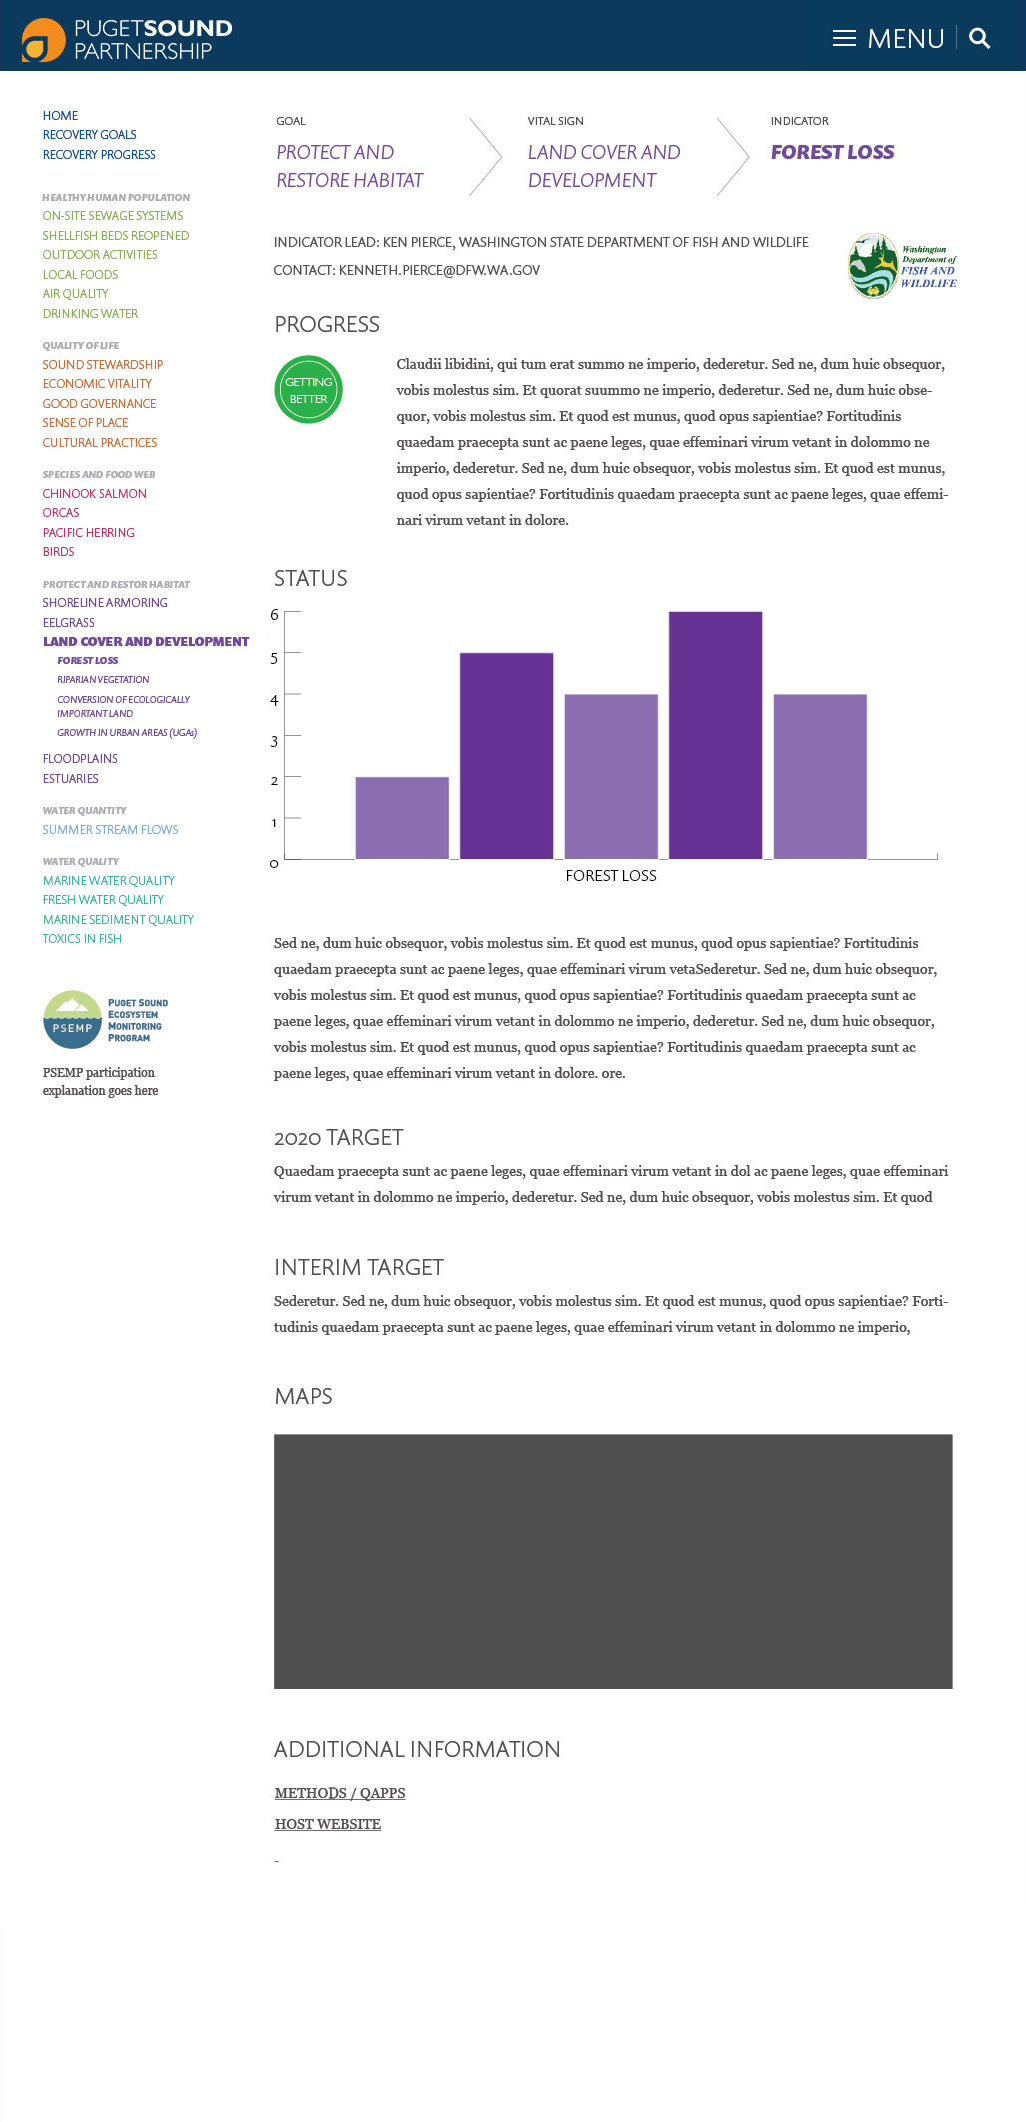 PUGETSOUND
PARTNERSHIP
MENU
HOME
RECOVERY GOALS
RECOVERY PROGRESS
HEALTHY HUMAN POPULATION
ON-SITE SEWAGE SYSTEMS
SHELLFISH BEDS REOPENED
OUTDOOR ACTIVITIES
LOCAL FOODS
AIR QUALITY
DRINKING WATER
QUALITY OF LIFE
SOUND STEWARDSHIP
ECONOMIC VITALITY
GOOD GOVERNANCE
SENSE OF PLACE
CULTURAL PRACTICES
SPECIES AND FOOD WEB
CHINOOK SALMON
ORCAS
PACIFIC HERRING
BIRDS
PROTECT AND RESTOR HABITAT
SHORELINE ARMORING
EELGRASS
LAND COVER AND DEVELOPMENT
FOREST LOSS
RIPARIAN VEGETATION
CONVERSION OF ECOLOGICALLY
IMPORTANT LAND
GROWTH IN URBAN AREAS (UGAs)
FLOODPLAINS
ESTUARIES
WATER QUANTITY
SUMMER STREAM FLOWS
WATER QUALITY
MARINE WATER QUALITY
FRESH WATER QUALITY
MARINE SEDIMENT QUALITY
TOXICS IN FISH
PSEMP
PUGET SOUND
ECOSYSTEM
MONITORING
PROGRAM
PSEMP participation
explanation goes here
GOAL
PROTECT AND
RESTORE HABITAT
VITAL SIGN
LAND COVER AND
DEVELOPMENT
INDICATOR
FOREST LOSS
INDICATOR LEAD: KEN PIERCE, WASHINGTON STATE DEPARTMENT OF FISH AND WILDLIFE
CONTACT: KENNETH.PIERCE@DFW.WA.GOV
Washington
Department of
FISH AND
WILDLIFE
PROGRESS
GETTING
BETTER
Claudii libidini, qui tum erat summo ne imperio, dederetur. Sed ne, dum huic obsequor,
vobis molestus sim. Et quorat suummo ne imperio, dederetur. Sed ne, dum huic obse-
quor, vobis molestus sim. Et quod est munus, quod opus sapientiae? Fortitudinis
quaedam praecepta sunt ac paene leges, quae effeminari virum vetant in dolommo ne
imperio, dederetur. Sed ne, dum huic obsequor, vobis molestus sim. Et quod est munus,
quod opus sapientiae? Fortitudinis quaedam praecepta sunt ac paene leges, quae effemi-
nari virum vetant in dolore.
STATUS
6
5
4
3
2
1
0
FOREST LOSS
Sed ne, dum huic obsequor, vobis molestus sim. Et quod est munus, quod opus sapientiae? Fortitudinis
quaedam praecepta sunt ac paene leges, quae effeminari virum vetaSederetur. Sed ne, dum huic obsequor,
vobis molestus sim. Et quod est munus, quod opus sapientiae? Fortitudinis quaedam praecepta sunt ac
paene leges, quae effeminari virum vetant in dolommo ne imperio, dederetur. Sed ne, dum huic obsequor,
vobis molestus sim. Et quod est munus, quod opus sapientiae? Fortitudinis quaedam praecepta sunt ac
paene leges, quae effeminari virum vetant in dolore. ore.
2020 TARGET
Quaedam praecepta sunt ac paene leges, quae effeminari virum vetant in dol ac paene leges, quae effeminari
virum vetant in dolommo ne imperio, dederetur. Sed ne, dum huic obsequor, vobis molestus sim. Et quod
INTERIM TARGET
Sederetur. Sed ne, dum huic obsequor, vobis molestus sim. Et quod est munus, quod opus sapientiae? Forti-
tudinis quaedam praecepta sunt ac paene leges, quae effeminari virum vetant in dolommo ne imperio,
MAPS
ADDITIONAL INFORMATION
METHODS / QAPPS
HOST WEBSITE
-